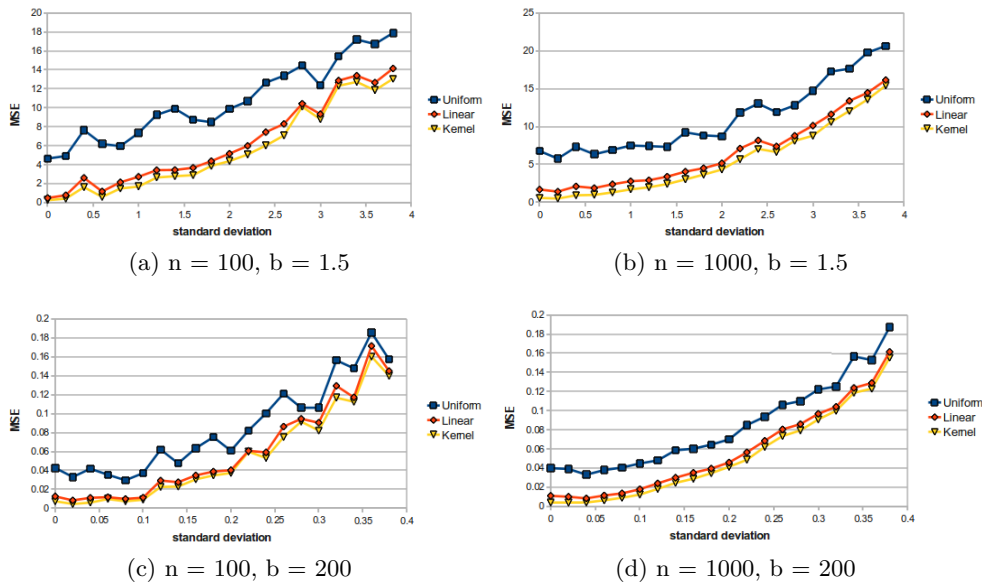 20
18
16
14
12
10
8
6
4
2
0
MSE
0 0.5 1 1.5 2 2.5 3 3.5 4
standard deviation
Uniform
Linear
Kernel
(a) n = 100, b = 1.5
25
20
15
10
5
0
MSE
0 0.5 1 1.5 2 2.5 3 3.5 4
standard deviation
Uniform
Linear
Kernel
(b) n = 1000, b = 1.5
0.2
0.18
0.16
0.14
0.12
0.1
0.08
0.06
0.04
0.02
0
MSE
0 0.05 0.1 0.15 0.2 0.25 0.3 0.35 0.4
standard deviation
Uniform
Linear
Kernel
(c) n = 100, b = 200
0.2
0.18
0.16
0.14
0.12
0.1
0.08
0.06
0.04
0.02
0
MSE
0 0.05 0.1 0.15 0.2 0.25 0.3 0.35 0.4
standard deviation
Uniform
Linear
Kernel
(d) n = 1000, b = 200